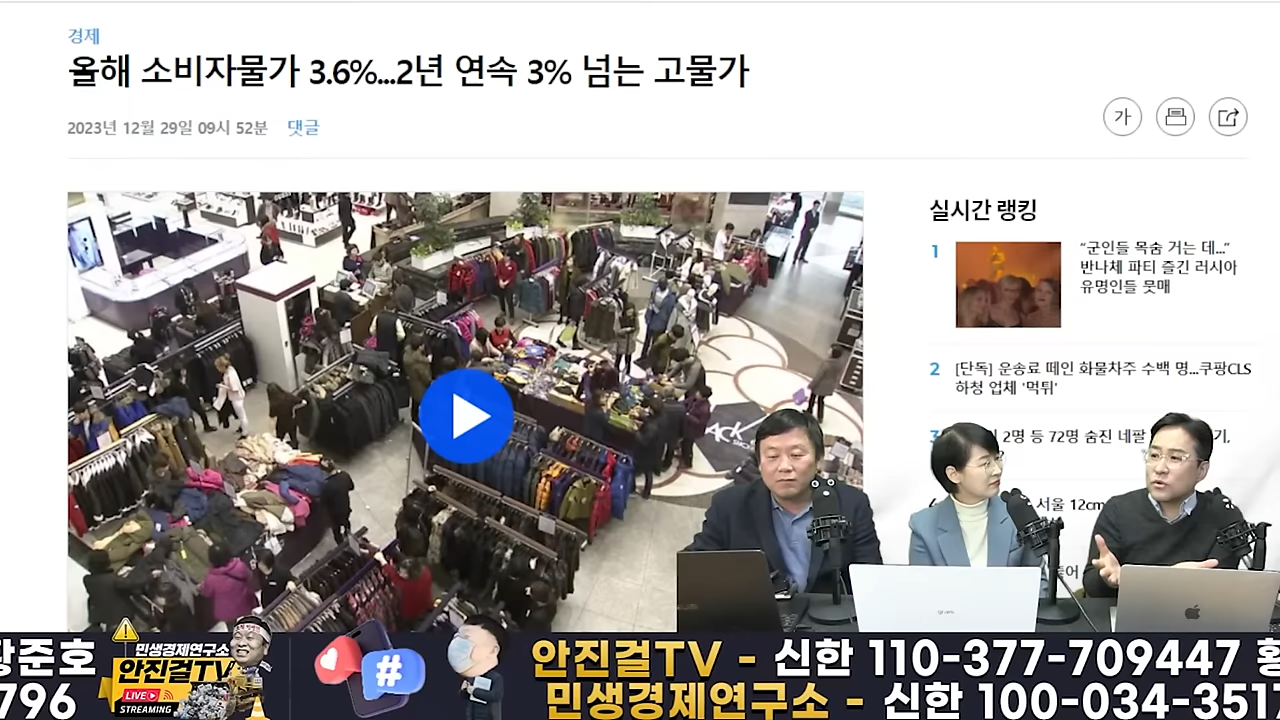 경제
올해 소비자물가 3.6%...2년 연속 3% 넘는 고물가
2023년 12월 29일 09시 52분 댓글
가
실시간 랭킹
1
“군인들 목숨 거는 데...”
반나체 파티 즐긴 러시아
유명인들 뭇매
2
[단독] 운송료 떼인 화물차주 수백 명...쿠팡CLS
하청 업체 '먹튀'
3
2명 등 72명 숨진 네팔
기,
서울 12cm
준호
796
민생경제연구소
안진걸TV
LIVE
STREAMING
#
안진걸TV - 신한 110-377-709447 황
민생경제연구소 - 신한 100-034-3517